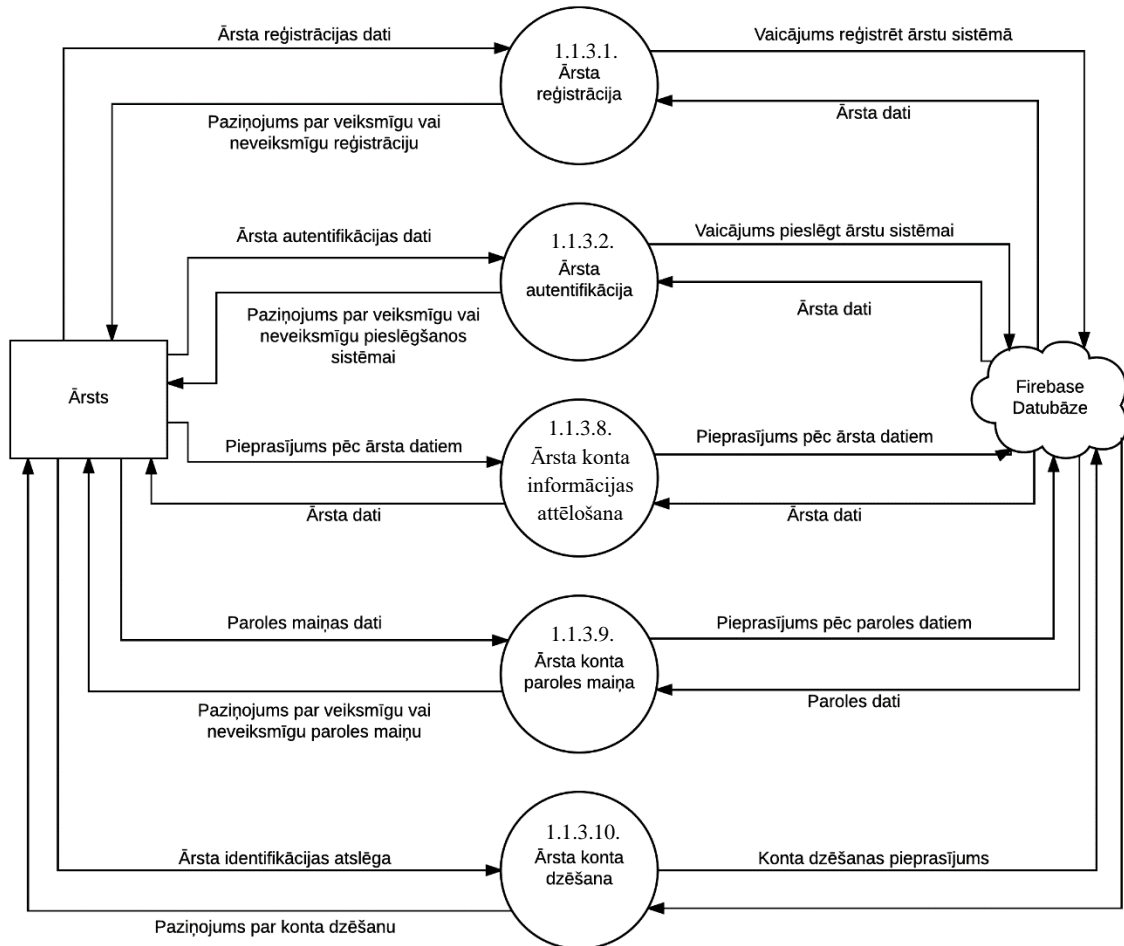 Ārsta reģistrācijas dati
1.1.3.1.
Ārsta
reģistrācija
Vaicājums reģistrēt ārstu sistēmā
Paziņojums par veiksmīgu vai
neveiksmīgu reģistrāciju
Ārsta dati
Ārsta autentifikācijas dati
1.1.3.2.
Ārsta
autentifikācija
Vaicājums pieslēgt ārstu sistēmai
Paziņojums par veiksmīgu vai
neveiksmīgu pieslēgšanos
sistēmai
Ārsta dati
Ārsts
Firebase
Datubāze
Pieprasījums pēc ārsta datiem
1.1.3.8.
Ārsta konta
informācijas
attēlošana
Pieprasījums pēc ārsta datiem
Ārsta dati
Ārsta dati
Paroles maiņas dati
1.1.3.9.
Ārsta konta
paroles maiņa
Pieprasījums pēc paroles datiem
Paziņojums par veiksmīgu vai
neveiksmīgu paroles maiņu
Paroles dati
Ārsta identifikācijas atslēga
1.1.3.10.
Ārsta konta
dzēšana
Konta dzēšanas pieprasījums
Paziņojums par konta dzēšanu